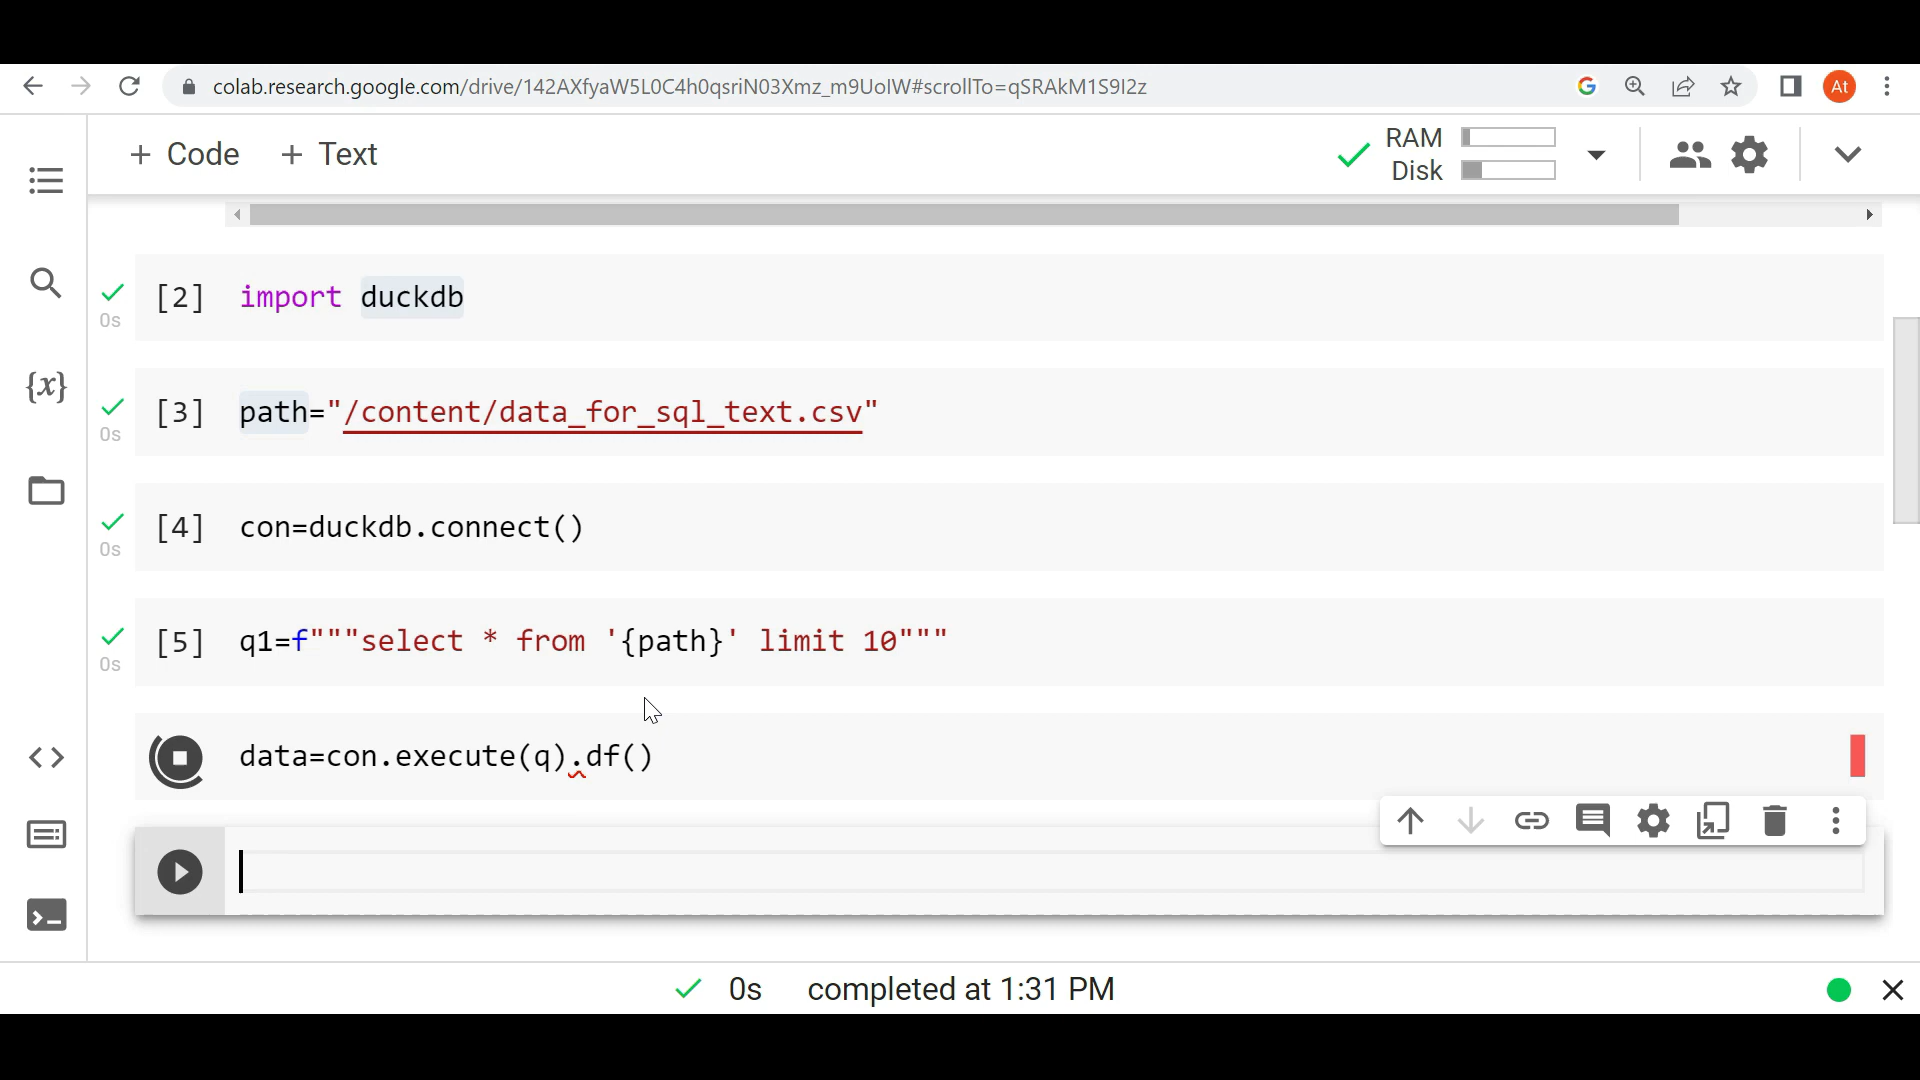 colab.research.google.com/drive/142AXfyaW5L0C4h0qsriN03Xmz_m9UoIW#scrollTo=qSRAkM1S9I2z
At
+ Code + Text
RAM
Disk
[2] import duckdb
0s
{x}
[3] path="/content/data_for_sql_text.csv"
0s
[4] con=duckdb.connect()
0s
[5] q1=f"""select * from '{path}' limit 10"""
0s
data=con.execute(q).df()
0s completed at 1:31 PM